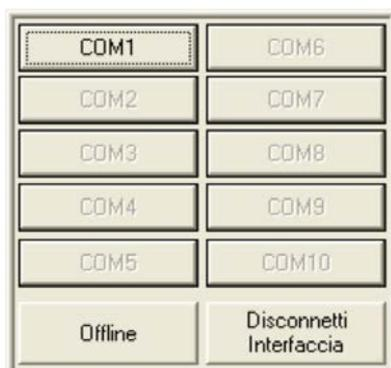 COM1 COM6
COM2 COM7
COM3 COM8
COM4 COM9
COM5 COM10
Offline Disconnetti
Interfaccia